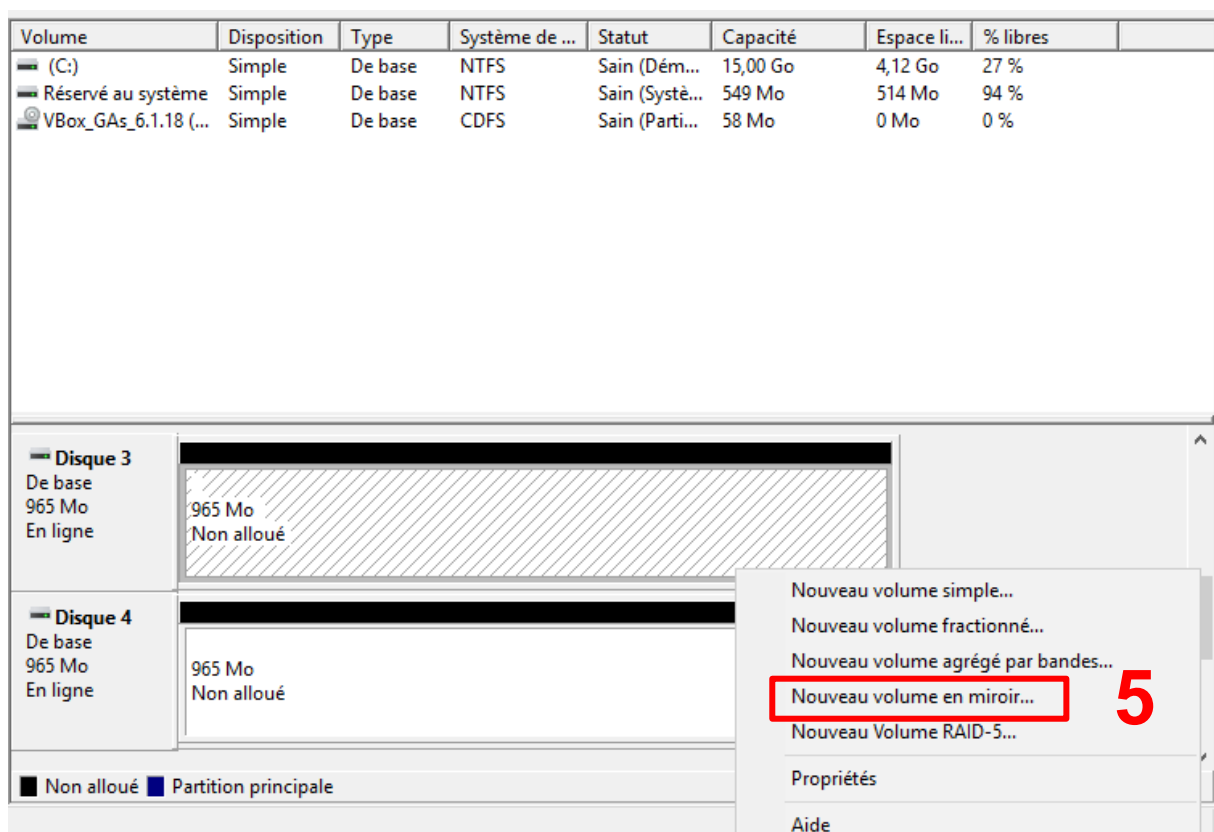 Volume Disposition Type Système de ... Statut Capacité Espace li... % libres
(C:) Simple De base NTFS Sain (Dém... 15,00 Go 4,12 Go 27 %
Réservé au système Simple De base NTFS Sain (Systè... 549 Mo 514 Mo 94 %
VBox_GAs_6.1.18 (... Simple De base CDFS Sain (Parti... 58 Mo 0 Mo 0 %
Disque 3
De base
965 Mo
En ligne
965 Mo
Non alloué
Disque 4
De base
965 Mo
En ligne
965 Mo
Non alloué
Nouveau volume simple...
Nouveau volume fractionné...
Nouveau volume agrégé par bandes...
Nouveau volume en miroir...
5
Nouveau Volume RAID-5...
Propriétés
Aide
Non alloué Partition principale